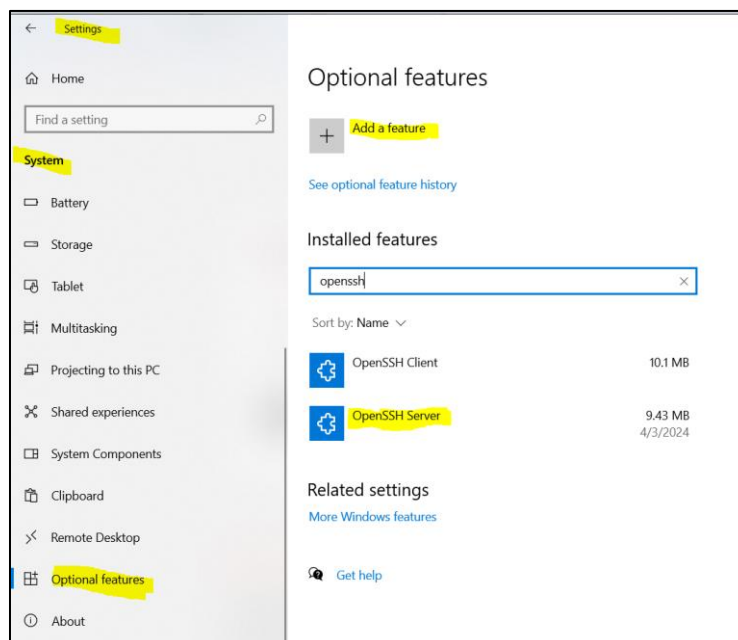 Settings
Home
Find a setting
System
Battery
Storage
Tablet
Multitasking
Projecting to this PC
Shared experiences
System Components
Clipboard
Remote Desktop
Optional features
About
Optional features
Add a feature
See optional feature history
Installed features
openssh
Sort by: Name
OpenSSH Client 10.1 MB
OpenSSH Server 9.43 MB
4/3/2024
Related settings
More Windows features
Get help